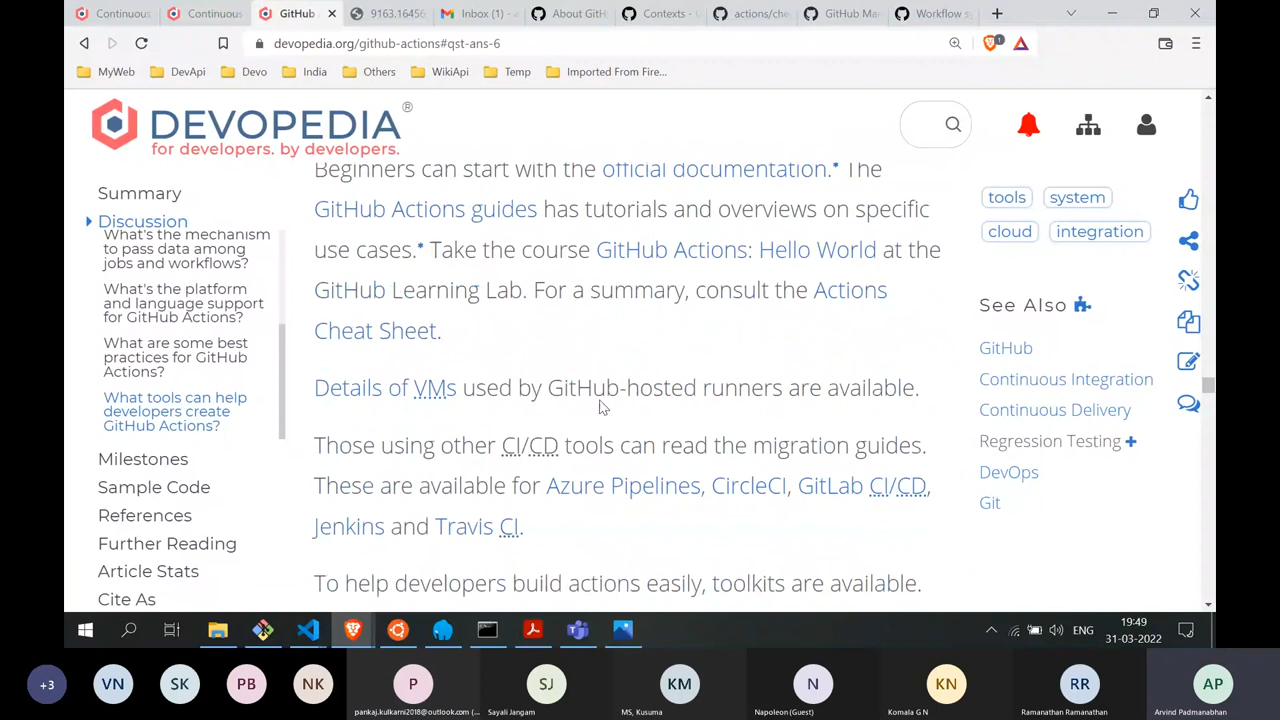 Continuous
Continuous
GitHub
9163.16456
Inbox (1) -
About GitH
Contexts -
actions/che
GitHub Mar
Workflow sy
devopedia.org/github-actions#qst-ans-6
1
MyWeb
DevApi
Devo
India
Others
WikiApi
Temp
Imported From Fire...
DEVOPEDIA®
for developers. by developers.
Summary
Discussion
What's the mechanism
to pass data among
jobs and workflows?
What's the platform
and language support
for GitHub Actions?
What are some best
practices for GitHub
Actions?
What tools can help
developers create
GitHub Actions?
Milestones
Sample Code
References
Further Reading
Article Stats
Cite As
Beginners can start with the official documentation.* The
GitHub Actions guides has tutorials and overviews on specific
use cases.* Take the course GitHub Actions: Hello World at the
GitHub Learning Lab. For a summary, consult the Actions
Cheat Sheet.
Details of VMs used by GitHub-hosted runners are available.
Those using other CI/CD tools can read the migration guides.
These are available for Azure Pipelines, CircleCI, GitLab CI/CD,
Jenkins and Travis CI.
To help developers build actions easily, toolkits are available.
tools
system
cloud
integration
See Also
GitHub
Continuous Integration
Continuous Delivery
Regression Testing +
DevOps
Git
ENG
19:49
31-03-2022
+3
VN
SK
PB
NK
P
pankaj.kulkarni2018@outlook.com (...
SJ
Sayali Jangam
KM
MS, Kusuma
N
Napoleon (Guest)
KN
Komala G N
RR
Ramanathan Ramanathan
AP
Arvind Padmanabhan